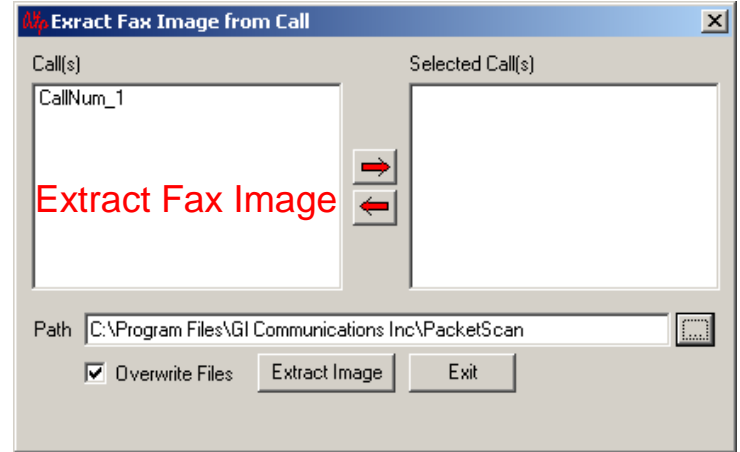 Exract Fax Image from Call
Call(s)
Selected Call(s)
CallNum_1
Extract Fax Image
Path C:\Program Files\Gl Communications Inc\PacketScan ...
Overwrite Files Extract Image Exit